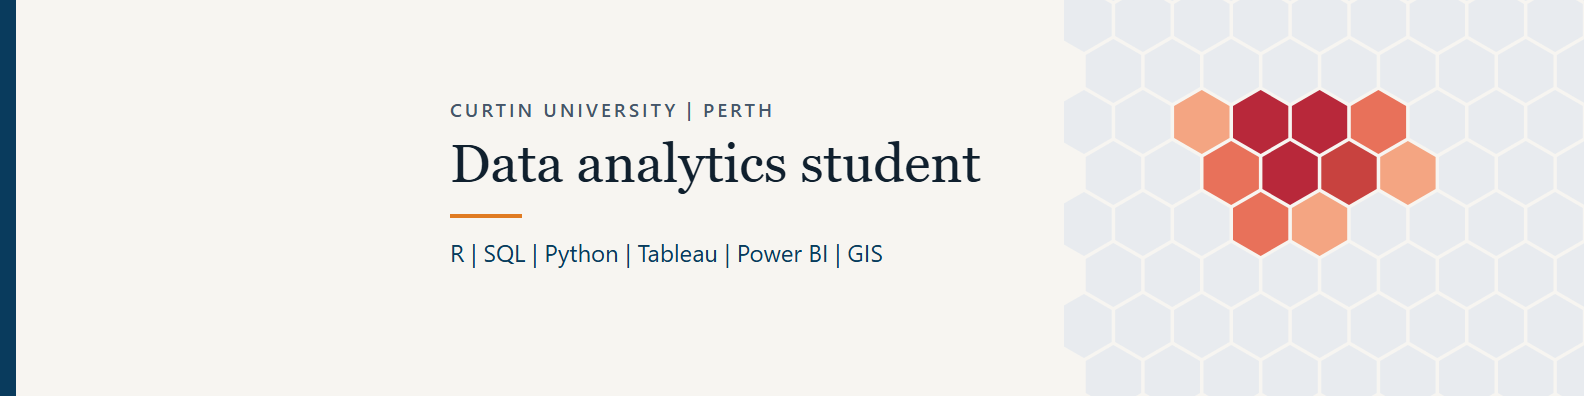 CURTIN UNIVERSITY | PERTH
Data analytics student
R | SQL | Python | Tableau | Power BI | GIS